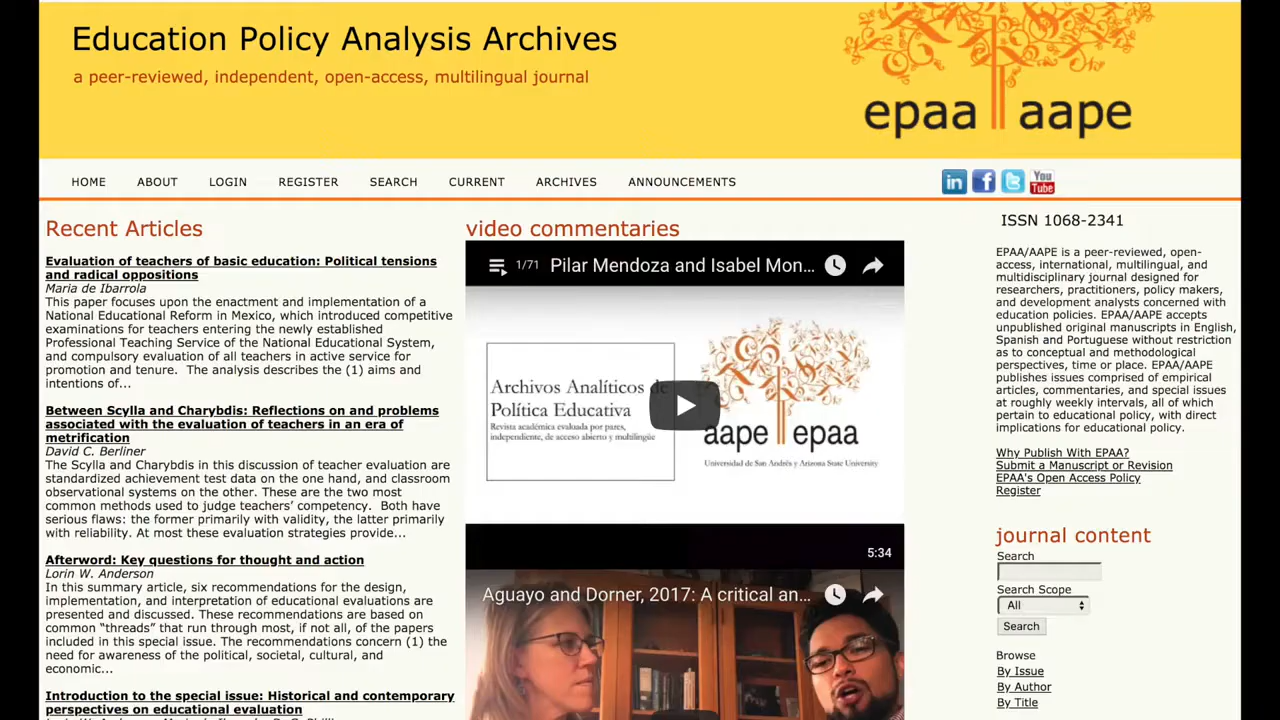 Education Policy Analysis Archives
a peer-reviewed, independent, open-access, multilingual journal
epaa aape
HOME ABOUT LOGIN REGISTER SEARCH CURRENT ARCHIVES ANNOUNCEMENTS
in f t You Tube
Recent Articles
Evaluation of teachers of basic education: Political tensions
and radical oppositions
Maria de Ibarrola
This paper focuses upon the enactment and implementation of a
National Educational Reform in Mexico, which introduced competitive
examinations for teachers entering the newly established
Professional Teaching Service of the National Educational System,
and compulsory evaluation of all teachers in active service for
promotion and tenure. The analysis describes the (1) aims and
intentions of...
Between Scylla and Charybdis: Reflections on and problems
associated with the evaluation of teachers in an era of
metrification
David C. Berliner
The Scylla and Charybdis in this discussion of teacher evaluation are
standardized achievement test data on the one hand, and classroom
observational systems on the other. These are the two most
common methods used to judge teachers’ competency. Both have
serious flaws: the former primarily with validity, the latter primarily
with reliability. At most these evaluation strategies provide...
Afterword: Key questions for thought and action
Lorin W. Anderson
In this summary article, six recommendations for the design,
implementation, and interpretation of educational evaluations are
presented and discussed. These recommendations are based on
common “threads” that run through most, if not all, of the papers
included in this special issue. The recommendations concern (1) the
need for awareness of the political, societal, cultural, and
economic...
Introduction to the special issue: Historical and contemporary
perspectives on educational evaluation
video commentaries
1/71 Pilar Mendoza and Isabel Mon...
Archivos Analíticos de
Política Educativa
Revista académica evaluada por pares,
independiente, de acceso abierto y multilingüe
aape epaa
Universidad de San Andrés y Arizona State University
5:34
Aguayo and Dorner, 2017: A critical an...
ISSN 1068-2341
EPAA/AAPE is a peer-reviewed, open-
access, international, multilingual, and
multidisciplinary journal designed for
researchers, practitioners, policy makers,
and development analysts concerned with
education policies. EPAA/AAPE accepts
unpublished original manuscripts in English,
Spanish and Portuguese without restriction
as to conceptual and methodological
perspectives, time or place. EPAA/AAPE
publishes issues comprised of empirical
articles, commentaries, and special issues
at roughly weekly intervals, all of which
pertain to educational policy, with direct
implications for educational policy.
Why Publish With EPAA?
Submit a Manuscript or Revision
EPAA's Open Access Policy
Register
journal content
Search
Search Scope
All
Search
Browse
By Issue
By Author
By Title